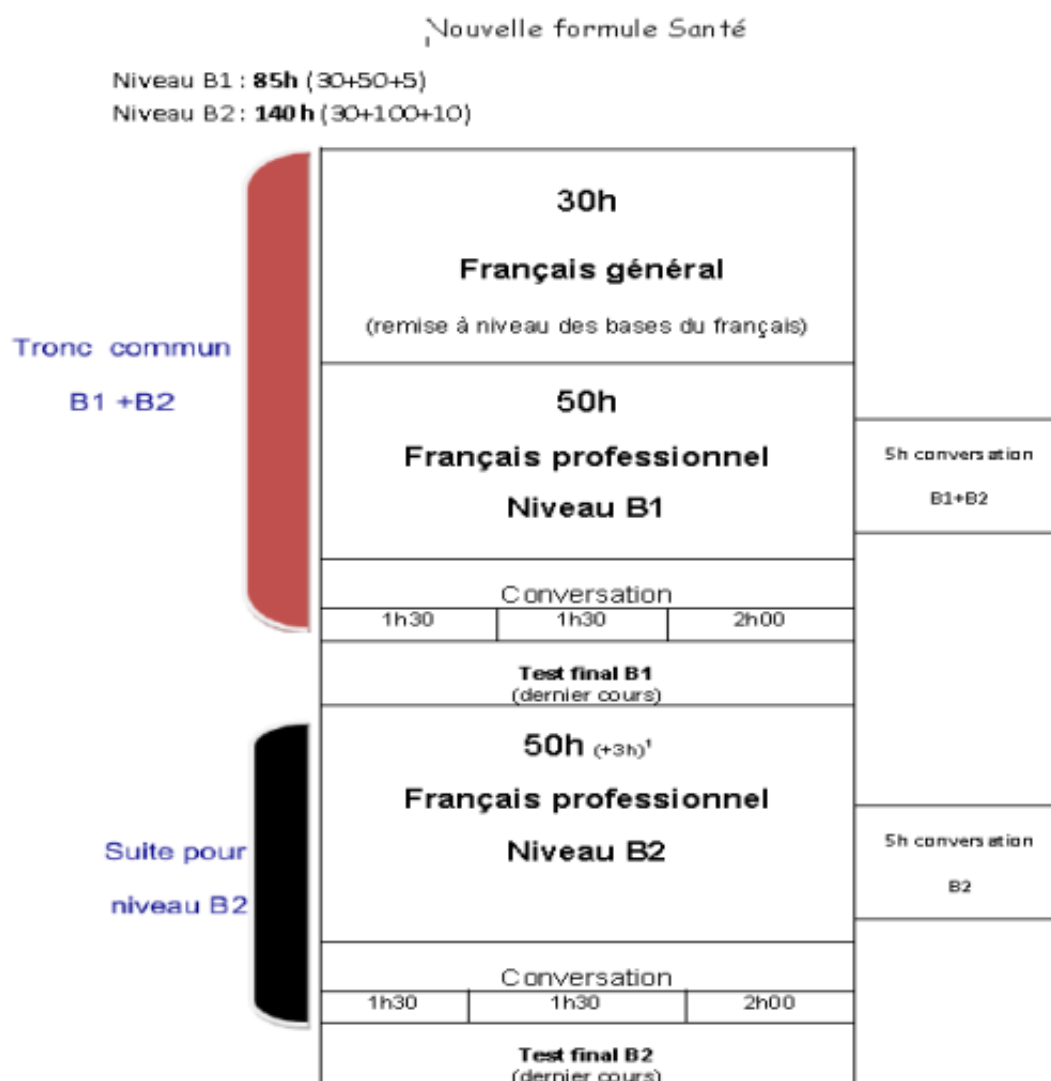 Nouvelle formule Santé
Niveau B1 : 85h (30+50+5)
Niveau B2 : 140h (30+100+10)
30h
Français général
(remise à niveau des bases du français)
Tronc commun
B1 +B2
50h
Français professionnel
Niveau B1
5h conversation
B1+B2
Conversation
1h30 1h30 2h00
Test final B1
(dernier cours)
50h (+3h)¹
Français professionnel
Niveau B2
Suite pour
niveau B2
5h conversation
B2
Conversation
1h30 1h30 2h00
Test final B2
(dernier cours)